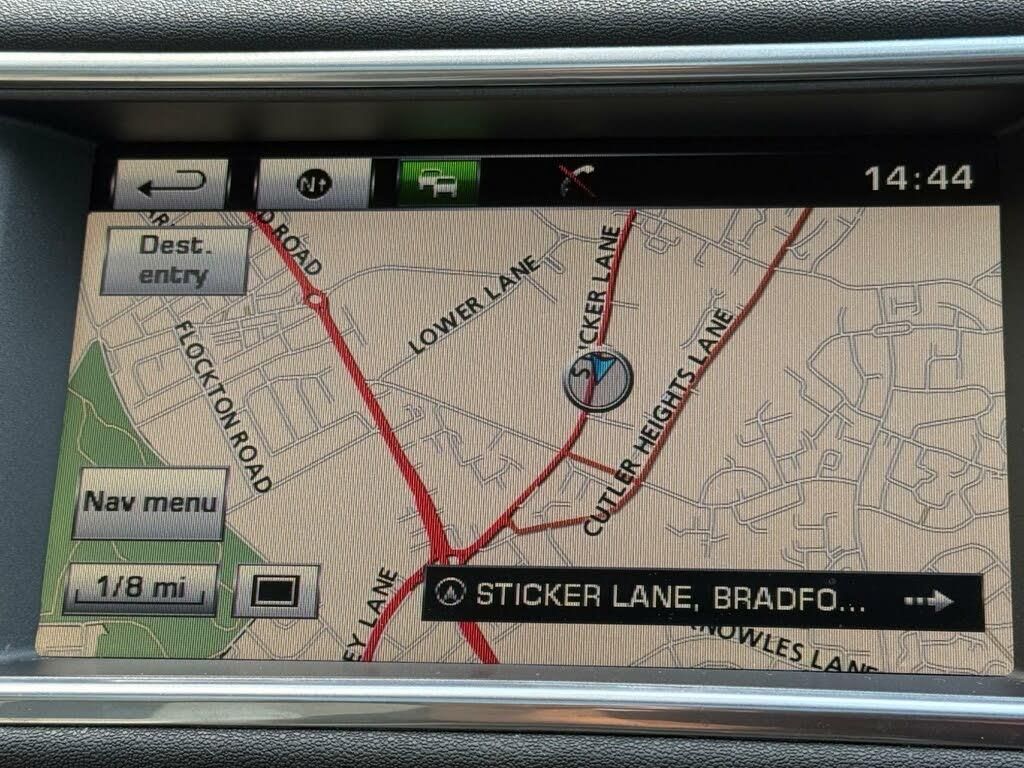 N
14:44
Dest.
entry
D ROAD
LOWER LANE
STICKER LANE
FLOCKTON ROAD
CUTLER HEIGHTS LANE
Nav menu
1/8 mi
EY LANE
STICKER LANE, BRADFO...
KNOWLES LANE